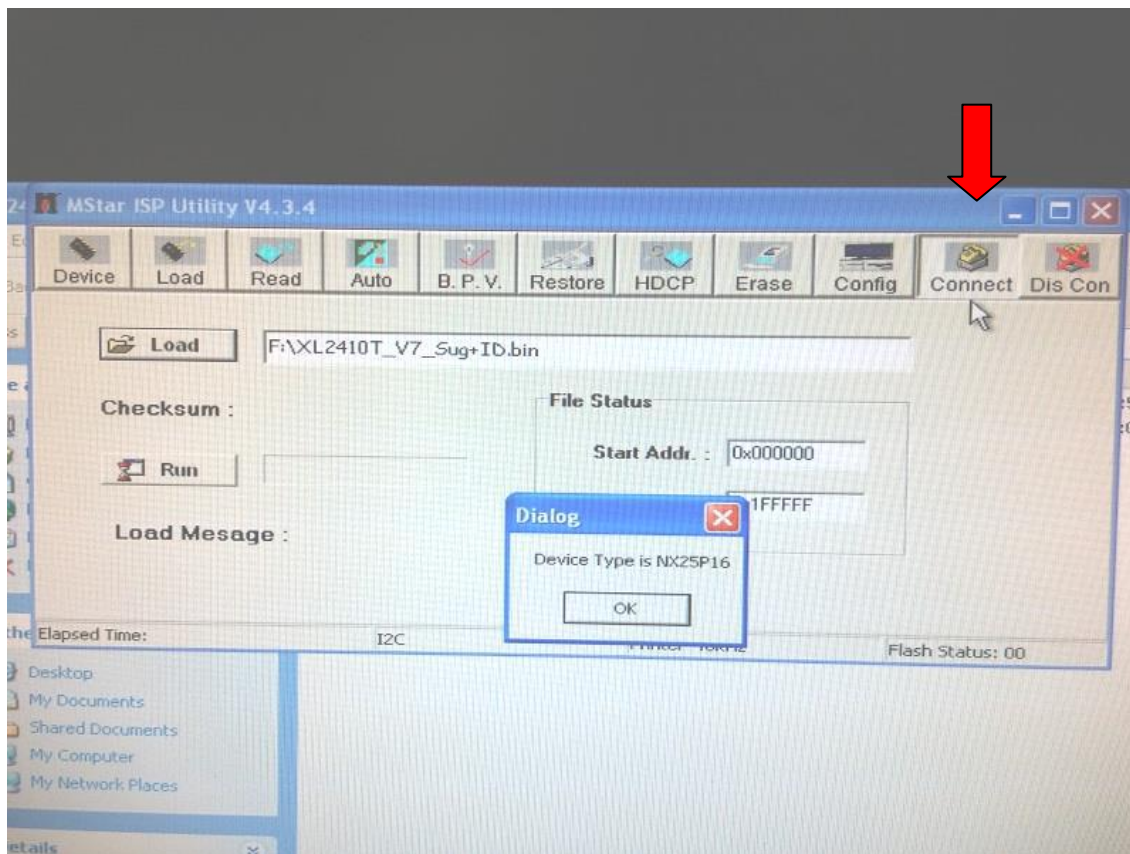 MStar ISP Utility V4.3.4
Device Load Read Auto B. P. V. Restore HDCP Erase Config Connect Dis Con
Load F:\XL2410T_V7_Sug+ID.bin
Checksum :
File Status
Start Addr. : 0x000000
Run
1FFFFF
Dialog
Load Mesage :
Device Type is NX25P16
OK
Elapsed Time: I2C Flash Status: 00
Desktop
My Documents
Shared Documents
My Computer
My Network Places
etails